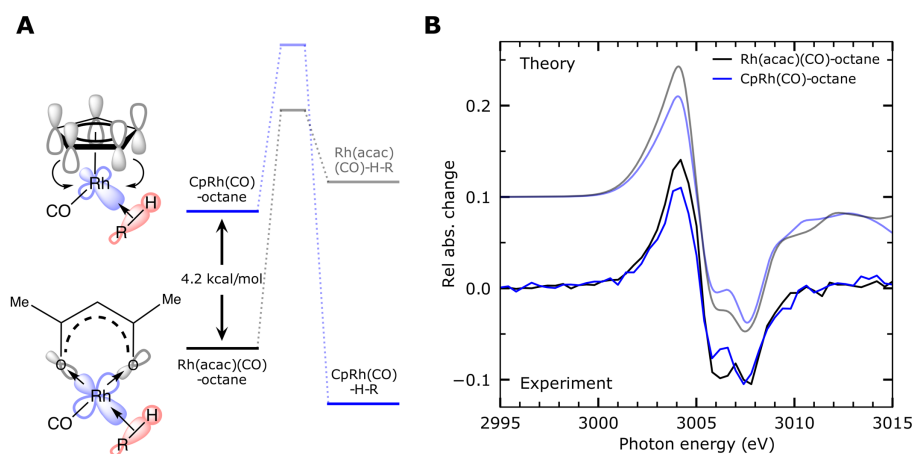 A
Rh
CO
H
R
Me
Me
O
O
Rh
CO
H
R
CpRh(CO)
-octane
4.2 kcal/mol
Rh(acac)(CO)
-octane
Rh(acac)
(CO)-H-R
CpRh(CO)
-H-R
B
Theory
Rh(acac)(CO)-octane
CpRh(CO)-octane
Experiment
Rel abs. change
0.2
0.1
0.0
−0.1
2995
3000
3005
3010
3015
Photon energy (eV)